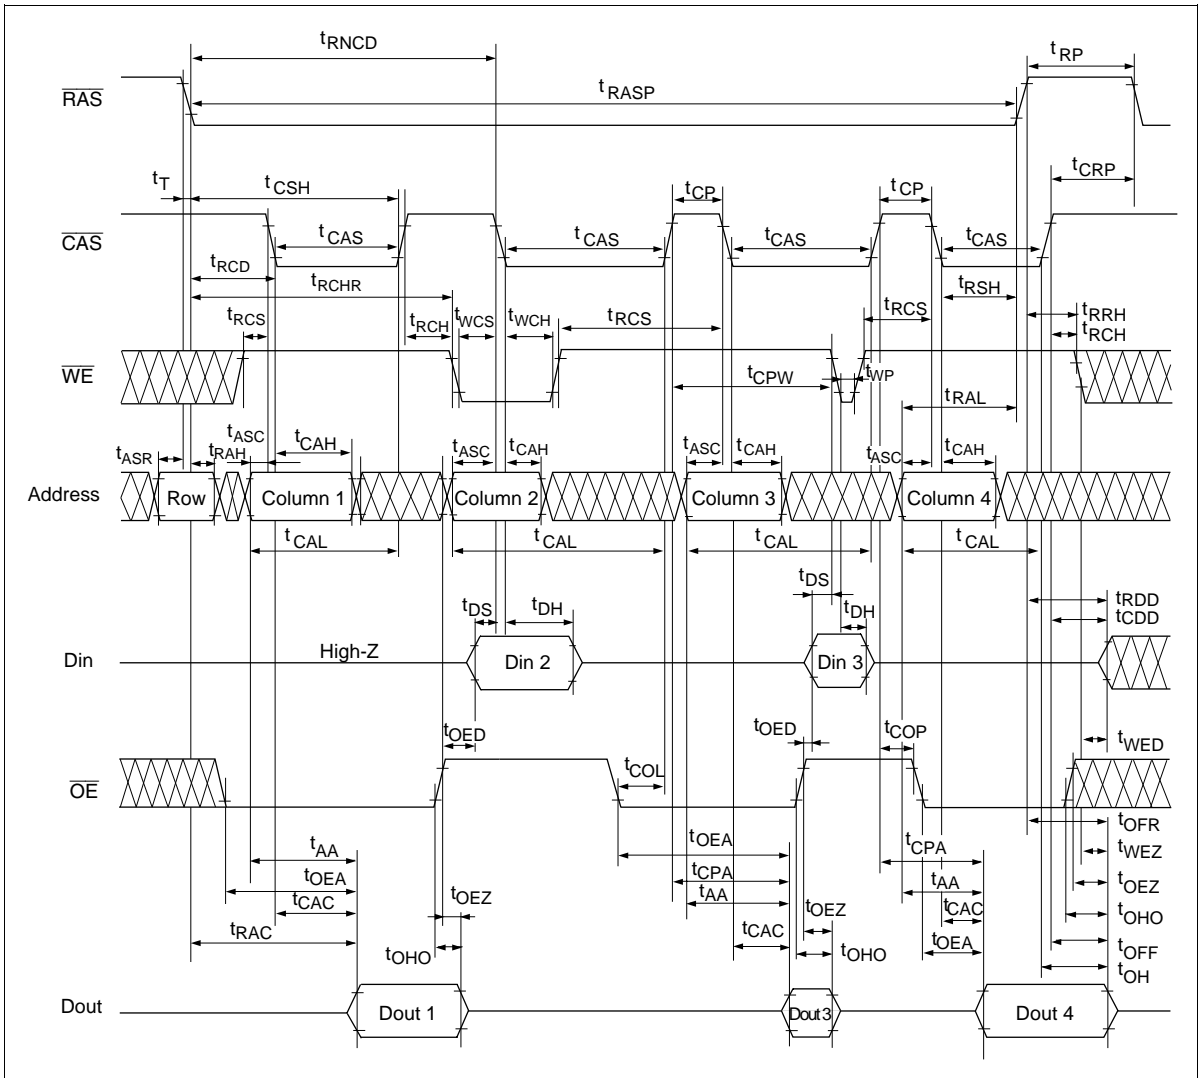 tRNCD
tRP
RAS
tRASP
tT
tCSH
tCP
tCP
tCRP
CAS
tCAS
tCAS
tCAS
tCAS
tRCD
tRCHR
tRSH
tRCS
tRCH
tWCS
tWCH
tRCS
tRCS
tRRH
tRCH
WE
tCPW
tWP
tRAL
tASR
tRAH
tASC
tCAH
tASC
tCAH
tASC
tCAH
tASC
tCAH
Address
Row
Column 1
Column 2
Column 3
Column 4
tCAL
tCAL
tCAL
tCAL
tDS
tDH
tDS
tDH
tRDD
tCDD
Din
High-Z
Din 2
Din 3
tOED
tOED
tCOP
tWED
OE
tCOL
tOFR
tAA
tOEA
tCPA
tWEZ
tOEA
tCPA
tAA
tOEZ
tCAC
tOEZ
tAA
tOEZ
tCAC
tOHO
tRAC
tCAC
tOEA
tOHO
tOHO
tOFF
tOH
Dout
Dout 1
Dout 3
Dout 4